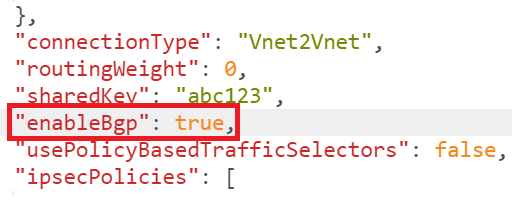 },
"connectionType": "Vnet2Vnet",
"routingWeight": 0,
"sharedKey": "abc123",
"enableBgp": true,
"usePolicyBasedTrafficSelectors": false,
"ipsecPolicies": [